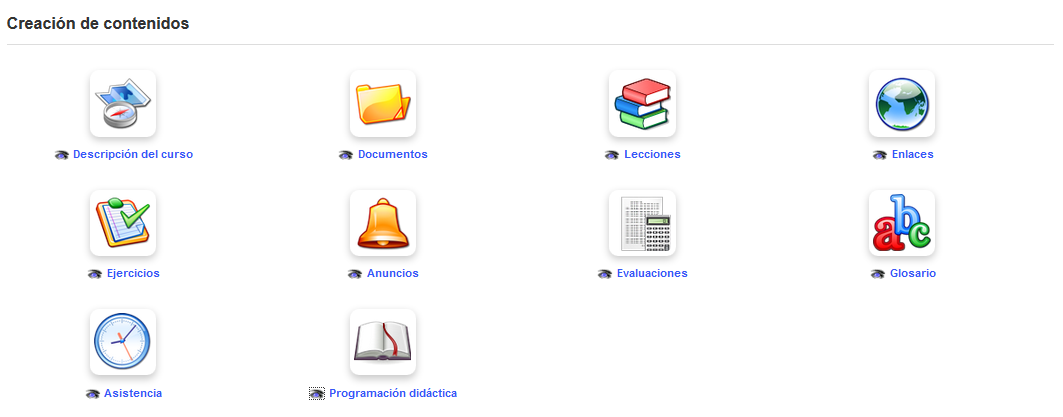 Creación de contenidos
Descripción del curso
Documentos
Lecciones
Enlaces
Ejercicios
Anuncios
Evaluaciones
Glosario
Asistencia
Programación didáctica